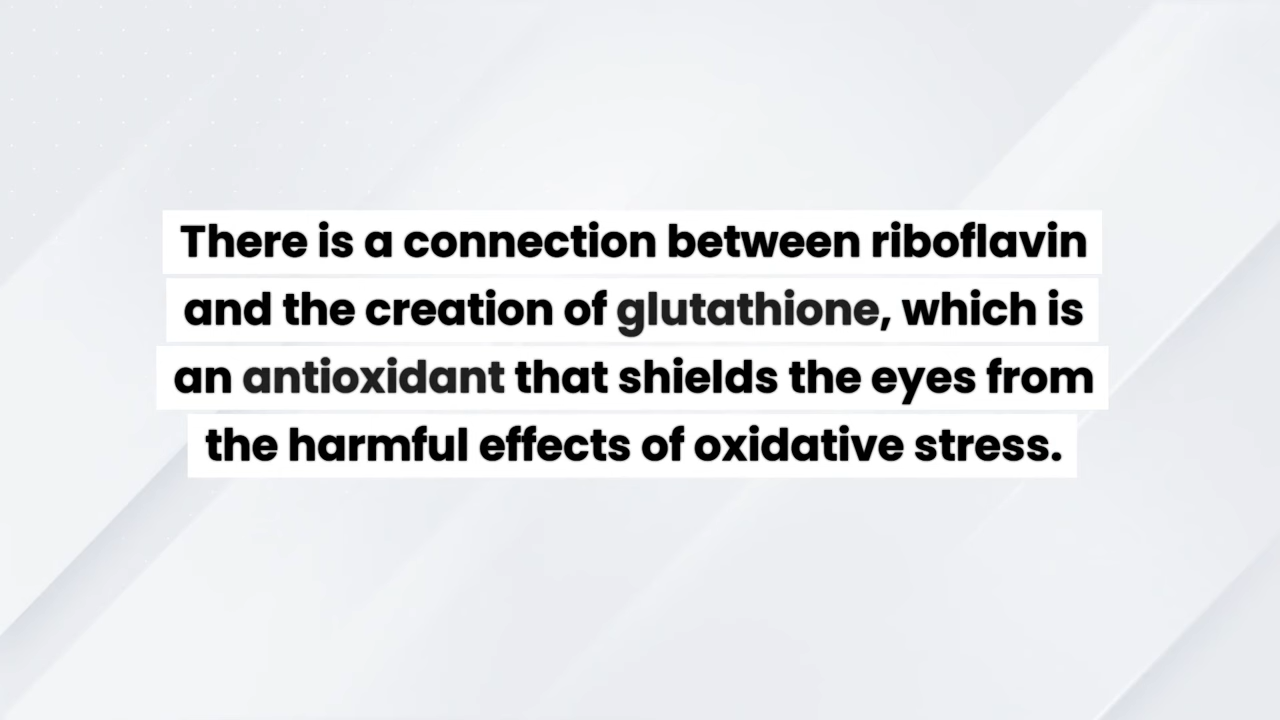 There is a connection between riboflavin
and the creation of glutathione, which is
an antioxidant that shields the eyes from
the harmful effects of oxidative stress.